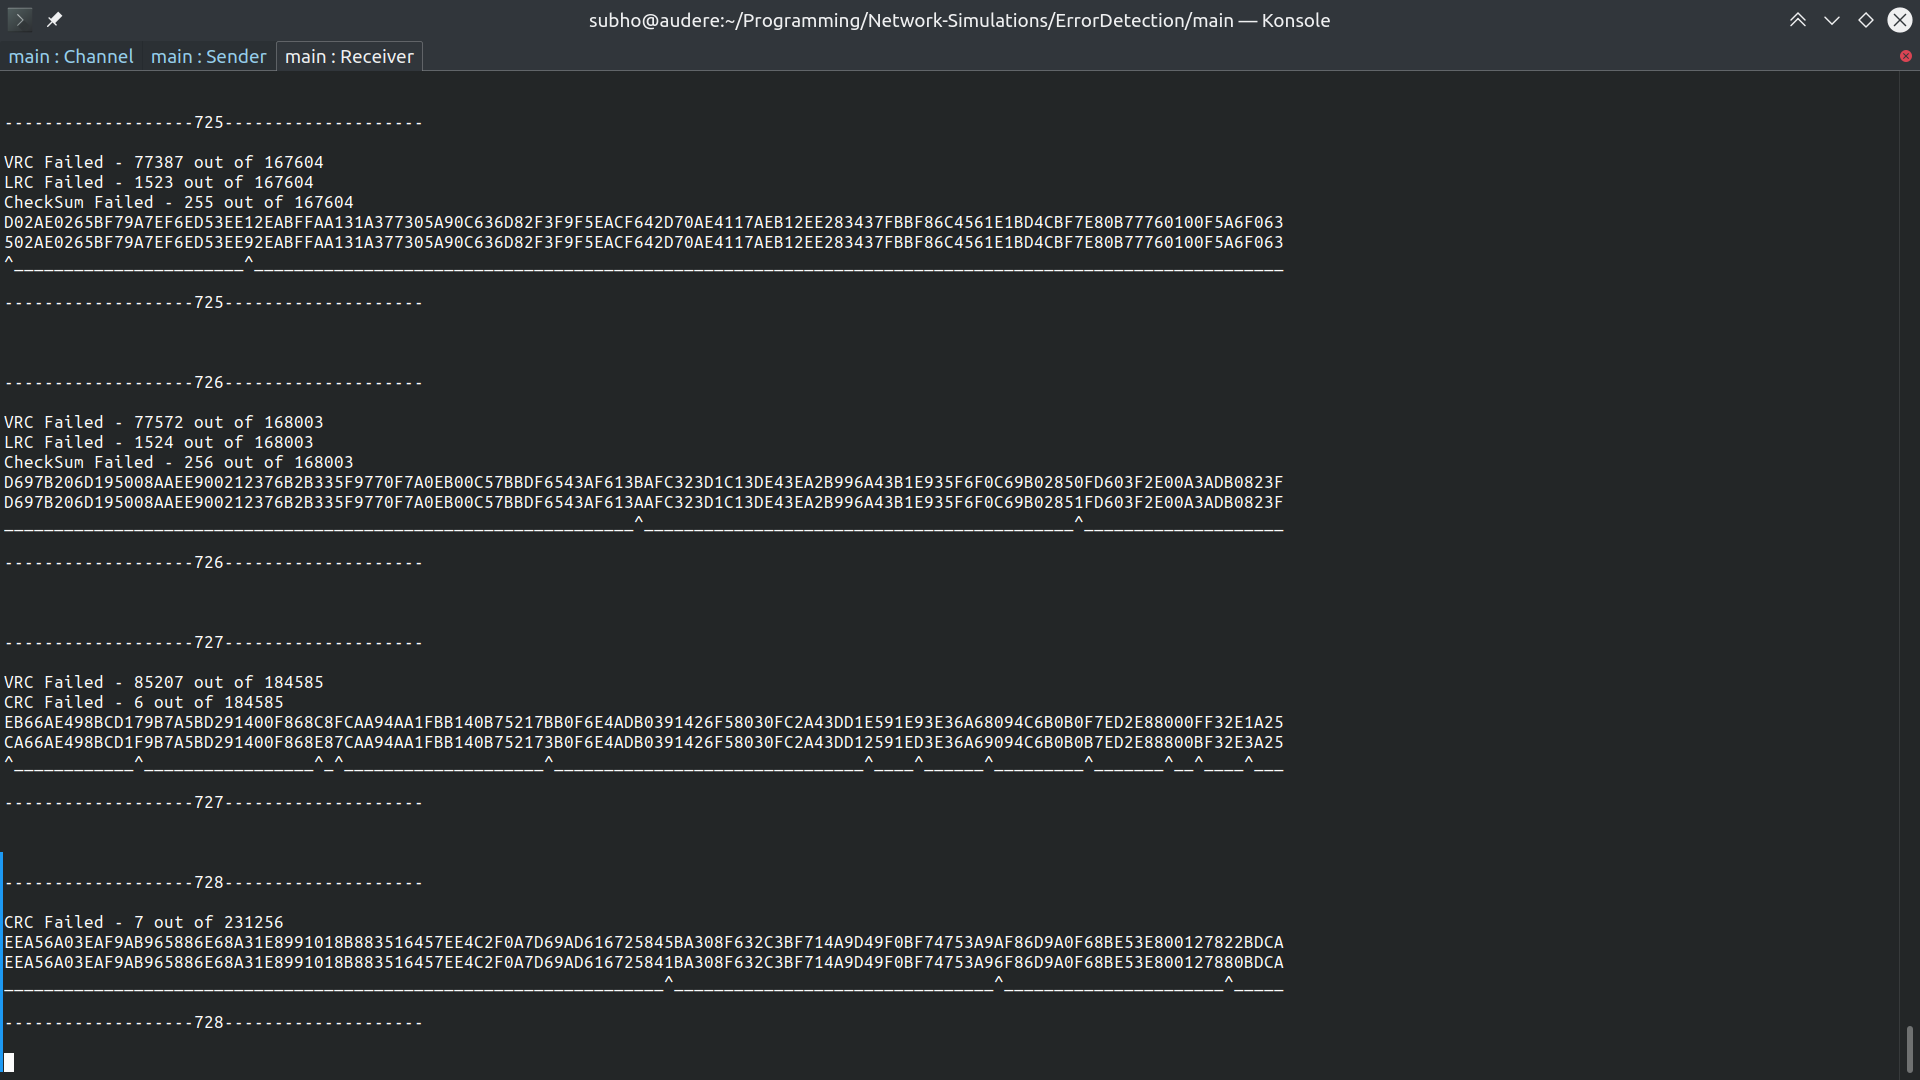 subho@audere:~/Programming/Network-Simulations/ErrorDetection/main — Konsole
main : Channel main : Sender main : Receiver
-------------------725--------------------
VRC Failed - 77387 out of 167604
LRC Failed - 1523 out of 167604
CheckSum Failed - 255 out of 167604
D02AE0265BF79A7EF6ED53EE12EABFFAA131A377305A90C636D82F3F9F5EACF642D70AE4117AEB12EE283437FBBF86C4561E1BD4CBF7E80B77760100F5A6F063
502AE0265BF79A7EF6ED53EE92EABFFAA131A377305A90C636D82F3F9F5EACF642D70AE4117AEB12EE283437FBBF86C4561E1BD4CBF7E80B77760100F5A6F063
^_______________________^_______________________________________________________________________________________________________
-------------------725--------------------
-------------------726--------------------
VRC Failed - 77572 out of 168003
LRC Failed - 1524 out of 168003
CheckSum Failed - 256 out of 168003
D697B206D195008AAEE900212376B2B335F9770F7A0EB00C57BBDF6543AF613BAFC323D1C13DE43EA2B996A43B1E935F6F0C69B02850FD603F2E00A3ADB0823F
D697B206D195008AAEE900212376B2B335F9770F7A0EB00C57BBDF6543AF613AAFC323D1C13DE43EA2B996A43B1E935F6F0C69B02851FD603F2E00A3ADB0823F
_______________________________________________________________^___________________________________________^____________________
-------------------726--------------------
-------------------727--------------------
VRC Failed - 85207 out of 184585
CRC Failed - 6 out of 184585
EB66AE498BCD179B7A5BD291400F868C8FCAA94AA1FBB140B75217BB0F6E4ADB0391426F58030FC2A43DD1E591E93E36A68094C6B0B0F7ED2E88000FF32E1A25
CA66AE498BCD1F9B7A5BD291400F868E87CAA94AA1FBB140B752173B0F6E4ADB0391426F58030FC2A43DD12591ED3E36A69094C6B0B0B7ED2E88800BF32E3A25
^____________^_________________^_^____________________^_______________________________^____^______^_________^_______^__^____^___
-------------------727--------------------
-------------------728--------------------
CRC Failed - 7 out of 231256
EEA56A03EAF9AB965886E68A31E8991018B883516457EE4C2F0A7D69AD616725845BA308F632C3BF714A9D49F0BF74753A9AF86D9A0F68BE53E800127822BDCA
EEA56A03EAF9AB965886E68A31E8991018B883516457EE4C2F0A7D69AD616725841BA308F632C3BF714A9D49F0BF74753A96F86D9A0F68BE53E800127880BDCA
__________________________________________________________________^________________________________^______________________^_____
-------------------728--------------------